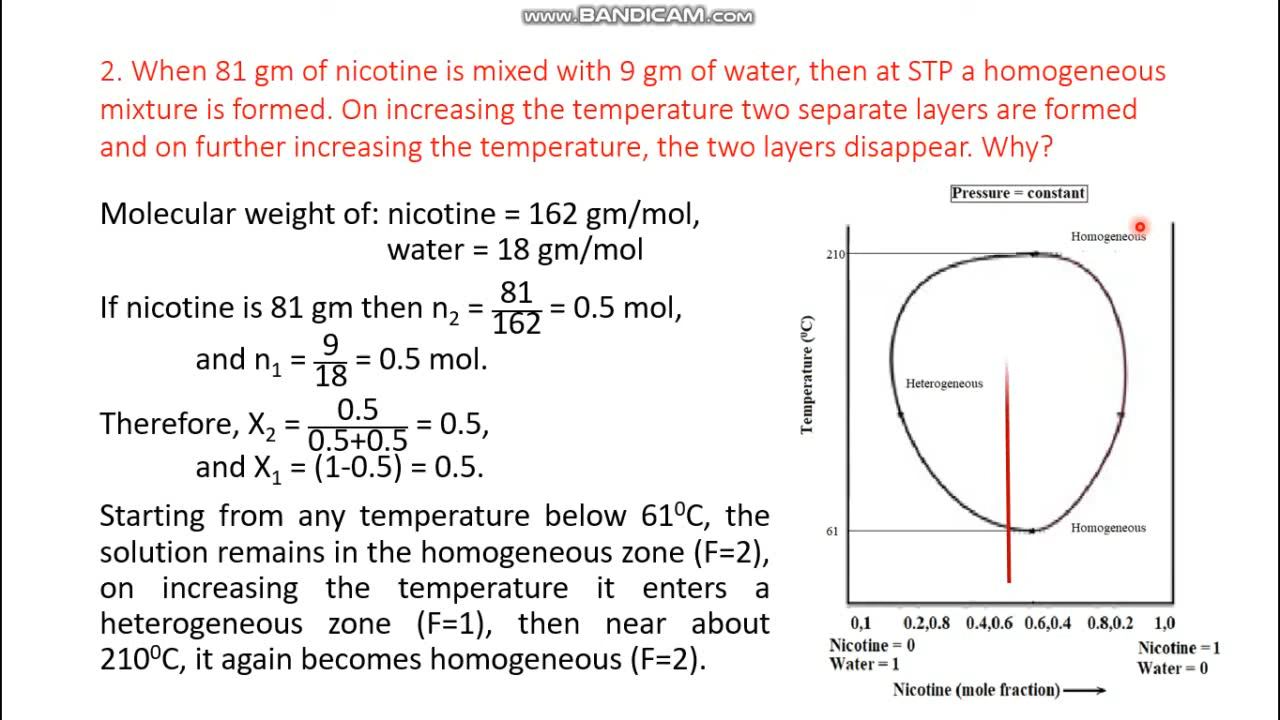 www.BANDICAM.com
2. When 81 gm of nicotine is mixed with 9 gm of water, then at STP a homogeneous
mixture is formed. On increasing the temperature two separate layers are formed
and on further increasing the temperature, the two layers disappear. Why?
Molecular weight of: nicotine = 162 gm/mol,
water = 18 gm/mol
If nicotine is 81 gm then n₂ = 81/162 = 0.5 mol,
and n₁ = 9/18 = 0.5 mol.
Therefore, X₂ = 0.5/0.5+0.5 = 0.5,
and X₁ = (1-0.5) = 0.5.
Starting from any temperature below 61⁰C, the
solution remains in the homogeneous zone (F=2),
on increasing the temperature it enters a
heterogeneous zone (F=1), then near about
210⁰C, it again becomes homogeneous (F=2).
Pressure = constant
Homogeneous
210
Temperature (⁰C)
Heterogeneous
61
Homogeneous
0,1 0.2,0.8 0.4,0.6 0.6,0.4 0.8,0.2 1,0
Nicotine = 0
Water = 1
Nicotine = 1
Water = 0
Nicotine (mole fraction)